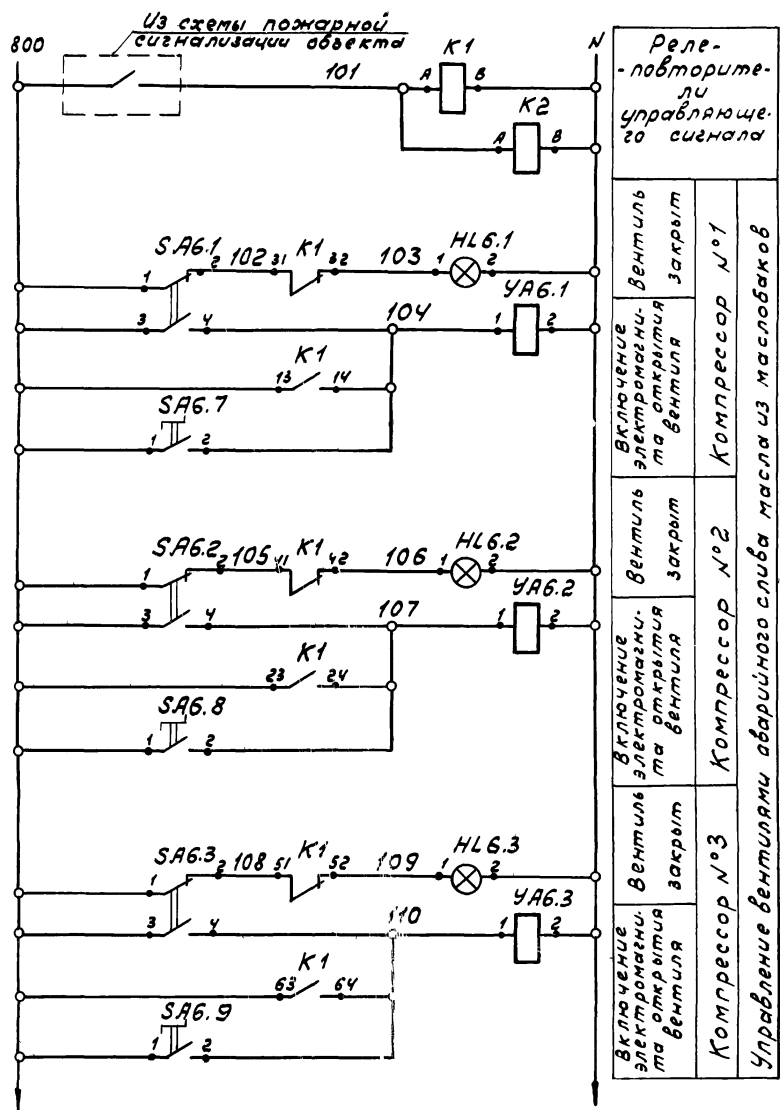 Из схемы пожарной
сигнализации объекта
800
N
101
K1
A
B
K2
A
B
Реле-
-повторите-
ли
управляюще-
го сигнала
SA6.1
1
2
102
31
K1
32
103
HL6.1
1
2
3
4
104
YA6.1
1
2
K1
13
14
SA6.7
1
2
Вентиль
закрыт
Включение
электромагни-
та открытия
вентиля
Компрессор №1
SA6.2
1
2
105
41
K1
42
106
HL6.2
1
2
3
4
107
YA6.2
1
2
K1
23
24
SA6.8
1
2
Вентиль
закрыт
Включение
электромагни-
та открытия
вентиля
Компрессор №2
SA6.3
1
2
108
51
K1
52
109
HL6.3
1
2
3
4
110
YA6.3
1
2
K1
63
64
SA6.9
1
2
Вентиль
закрыт
Включение
электромагни-
та открытия
вентиля
Компрессор №3
Управление вентилями аварийного слива масла из маслобаков